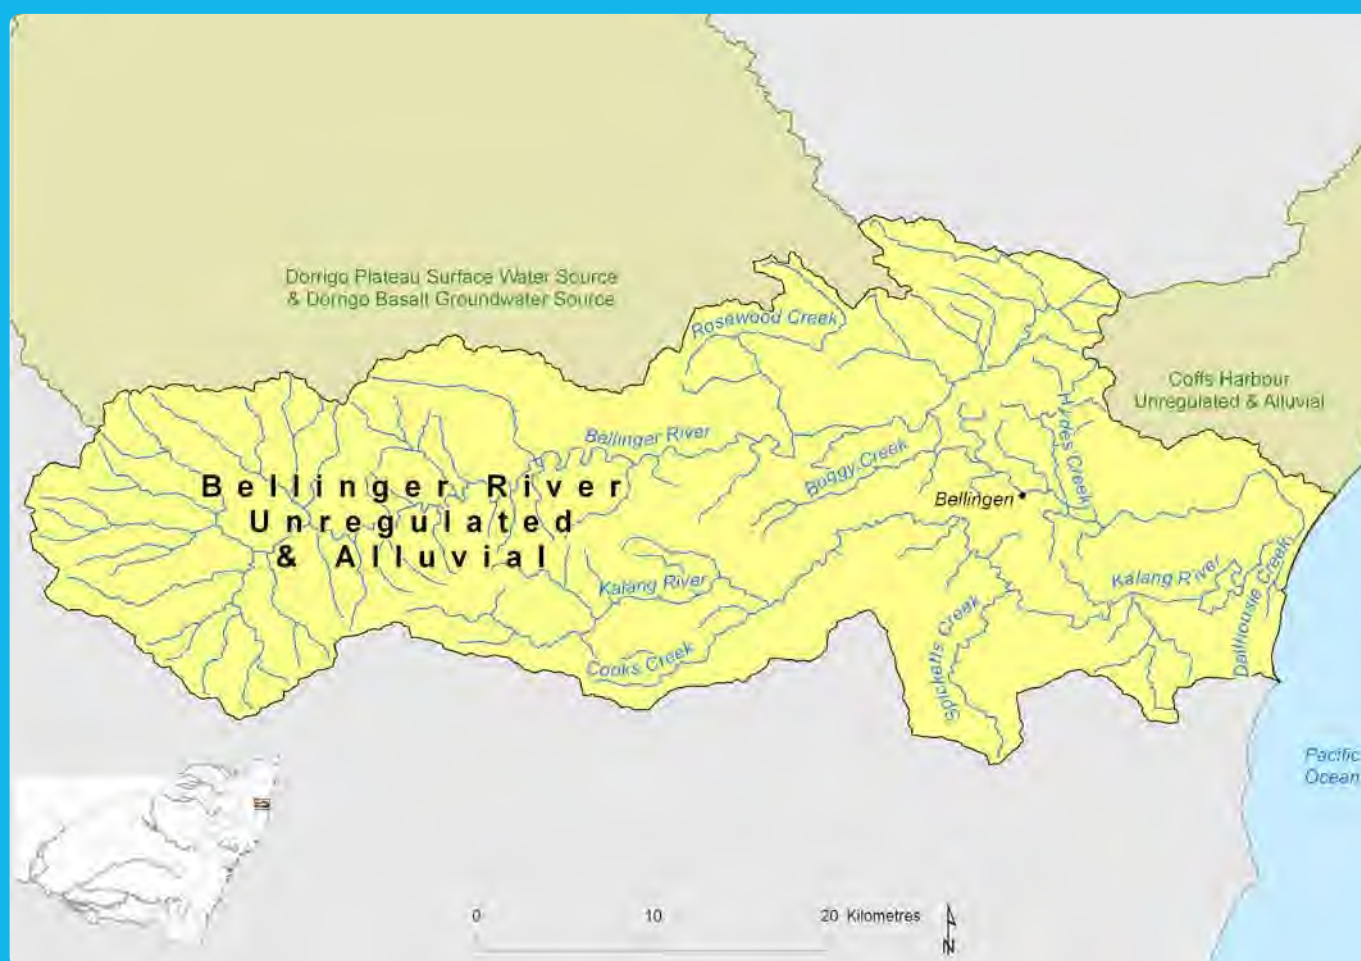 Dorrigo Plateau Surface Water Source
& Dorrigo Basalt Groundwater Source
Rosewood Creek
Coffs Harbour
Unregulated & Alluvial
Hydes Creek
Bellinger River
Boggy Creek
Bellinger River
Unregulated
& Alluvial
Bellingen
Kalang River
Kalang River
Dalhousie Creek
Spicketts Creek
Cooks Creek
Pacific
Ocean
0 10 20 Kilometres
N